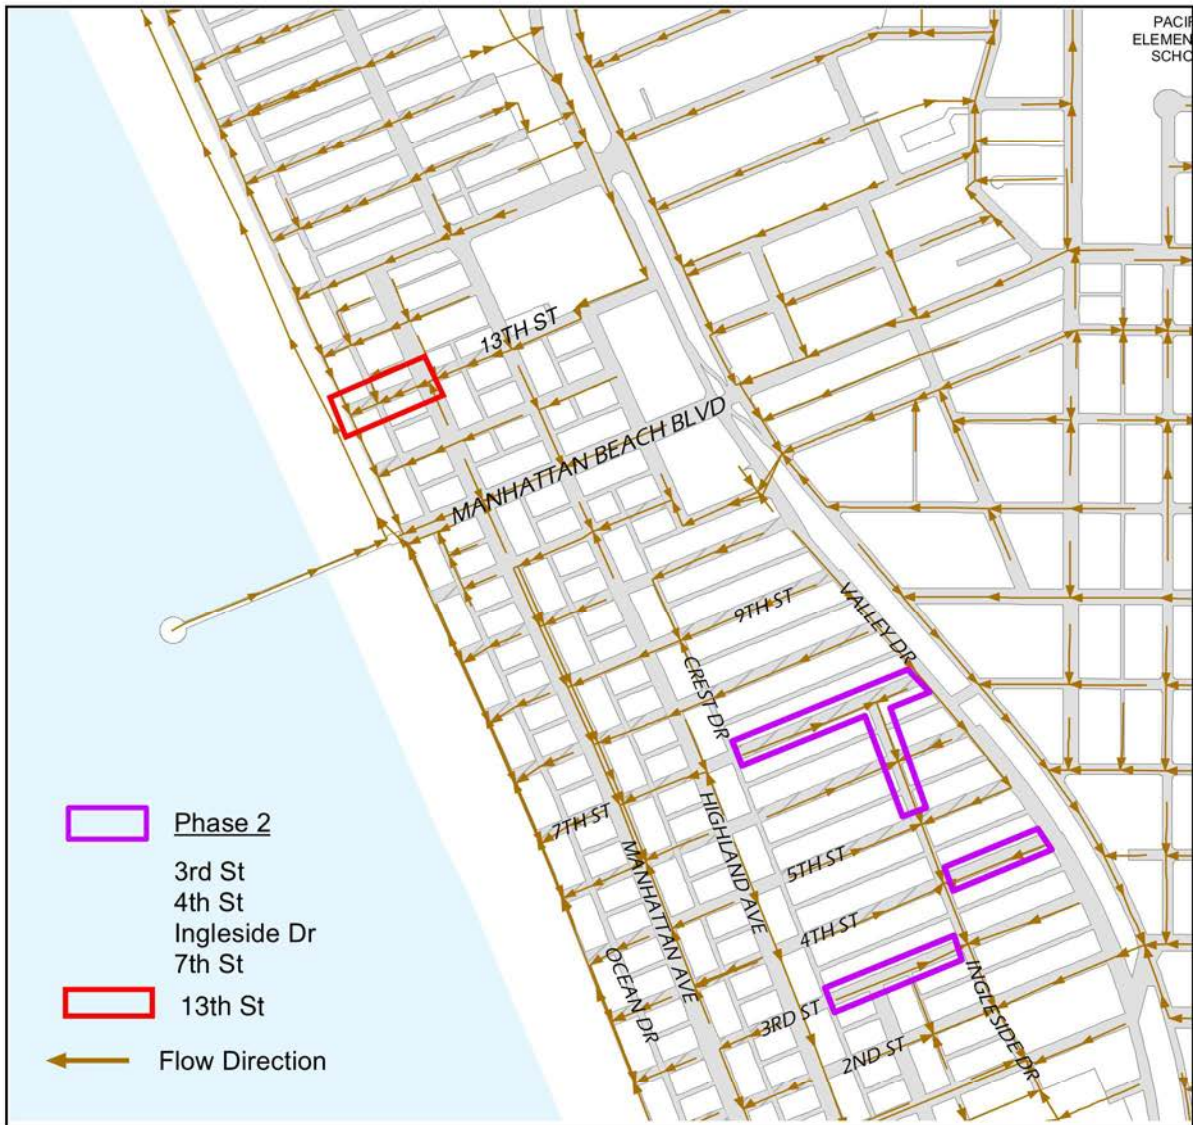 PACIF
ELEMEN
SCHO
13TH ST
MANHATTAN BEACH BLVD
9TH ST
VALLEY DR
CREST DR
7TH ST
HIGHLAND AVE
5TH ST
MANHATTAN AVE
4TH ST
OCEAN DR
3RD ST
INGLESIDE DR
2ND ST
Phase 2
3rd St
4th St
Ingleside Dr
7th St
13th St
Flow Direction